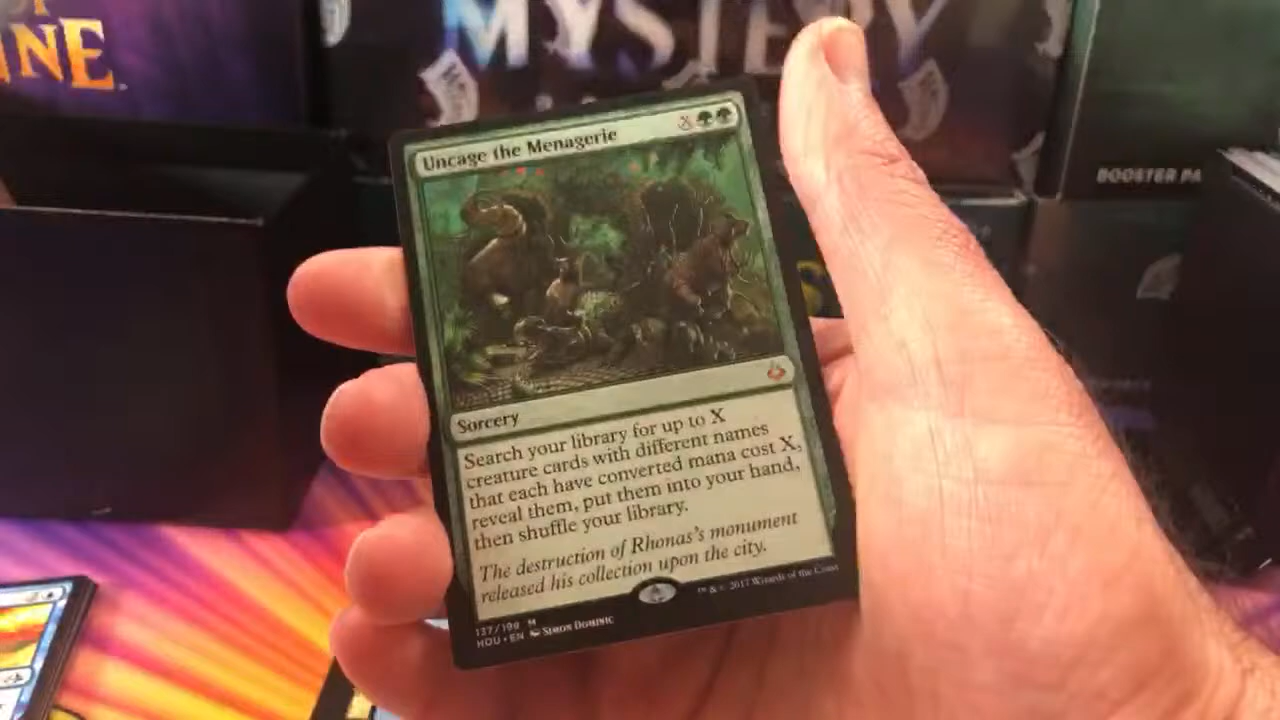 INE
MYSTERY
BOOSTER PA
Uncage the Menagerie
X
Sorcery
Search your library for up to X
creature cards with different names
that each have converted mana cost X,
reveal them, put them into your hand,
then shuffle your library.
The destruction of Rhonas's monument
released his collection upon the city.
137/199 M
HOU • EN SIMON DOMINIC
™ & © 2017 Wizards of the Coast